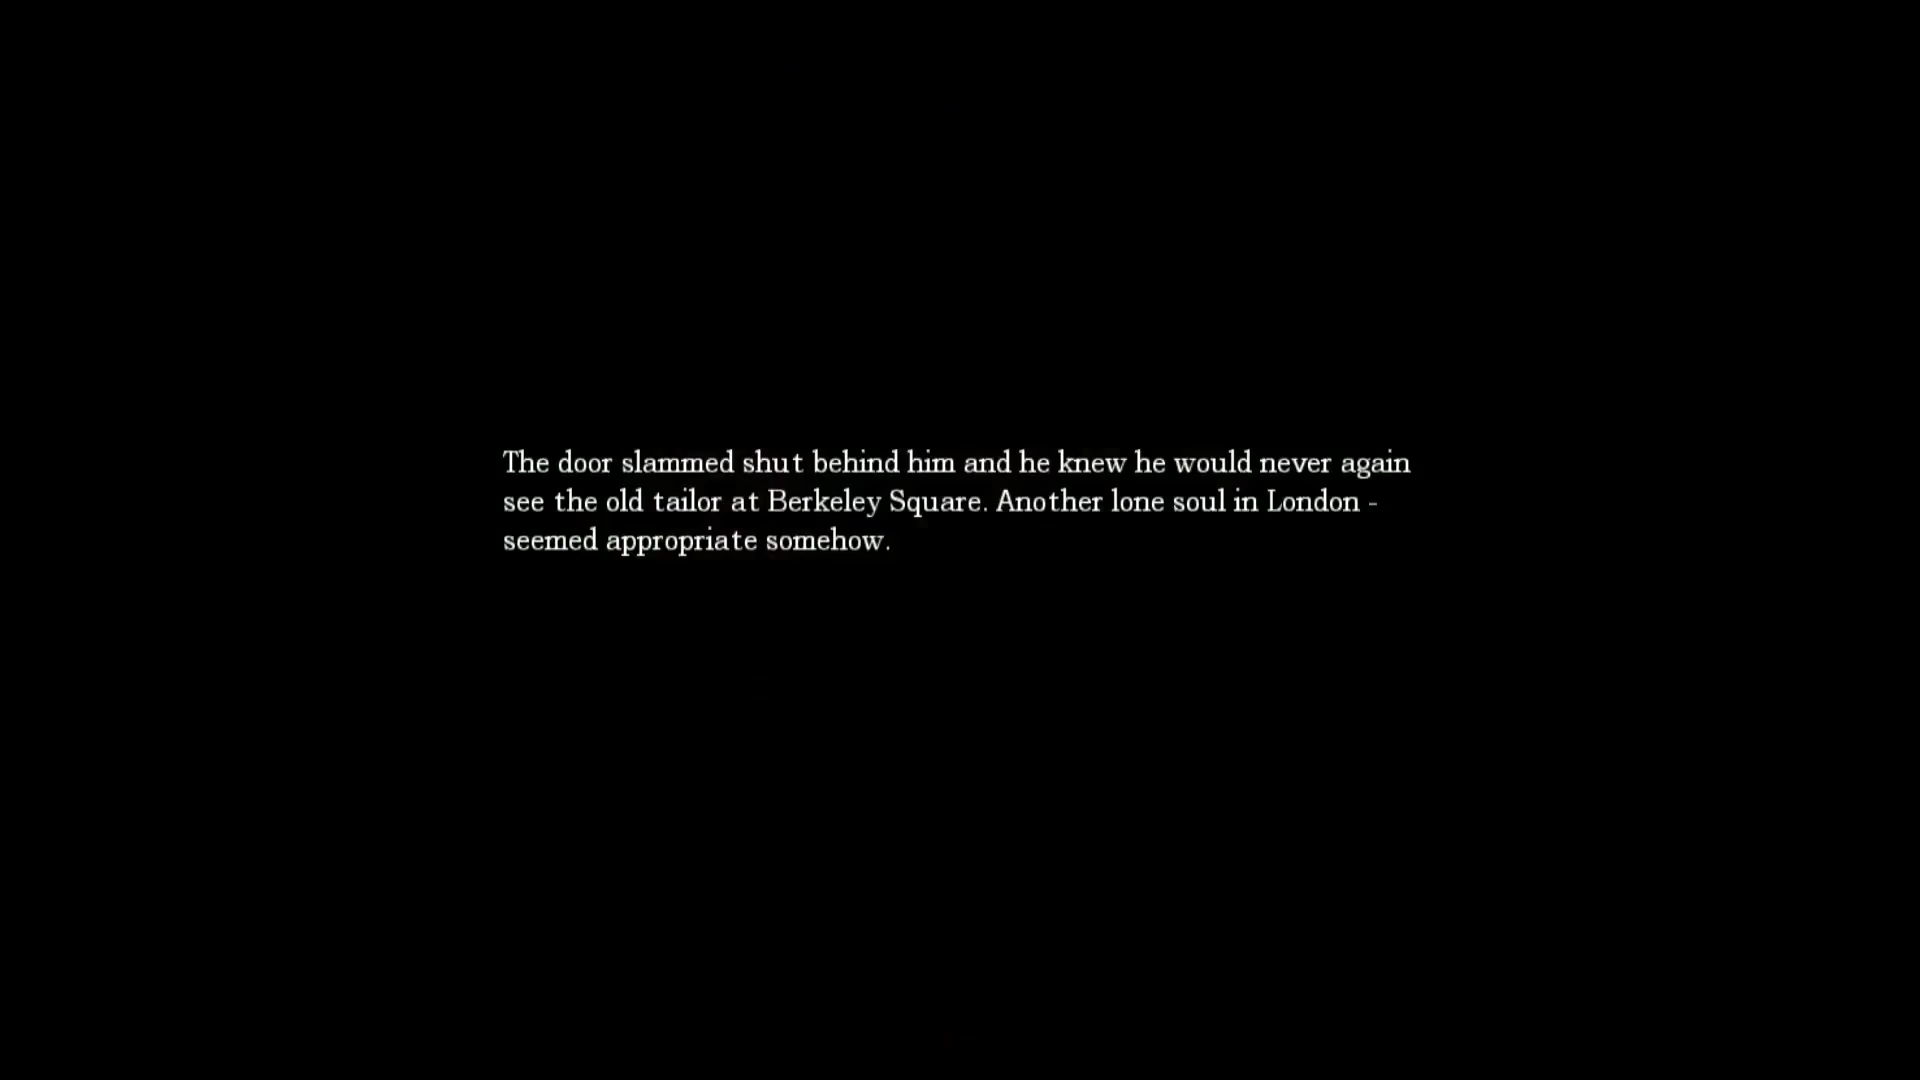 The door slammed shut behind him and he knew he would never again
see the old tailor at Berkeley Square. Another lone soul in London -
seemed appropriate somehow.